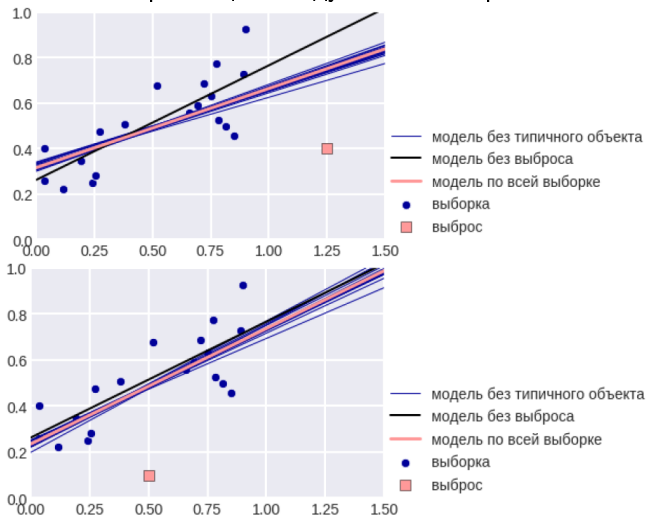 1.0
0.8
0.6
0.4
0.2
0.0
0.00 0.25 0.50 0.75 1.00 1.25 1.50
модель без типичного объекта
модель без выброса
модель по всей выборке
выборка
выброс
1.0
0.8
0.6
0.4
0.2
0.0
0.00 0.25 0.50 0.75 1.00 1.25 1.50
модель без типичного объекта
модель без выброса
модель по всей выборке
выборка
выброс